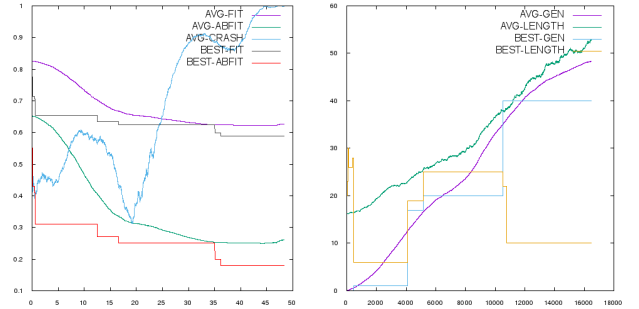 1
0.9
0.8
0.7
0.6
0.5
0.4
0.3
0.2
0.1
0 5 10 15 20 25 30 35 40 45 50
AVG-FIT
AVG-ABFIT
AVG-CRASH
BEST-FIT
BEST-ABFIT
60
50
40
30
20
10
0
0 2000 4000 6000 8000 10000 12000 14000 16000 18000
AVG-GEN
AVG-LENGTH
BEST-GEN
BEST-LENGTH